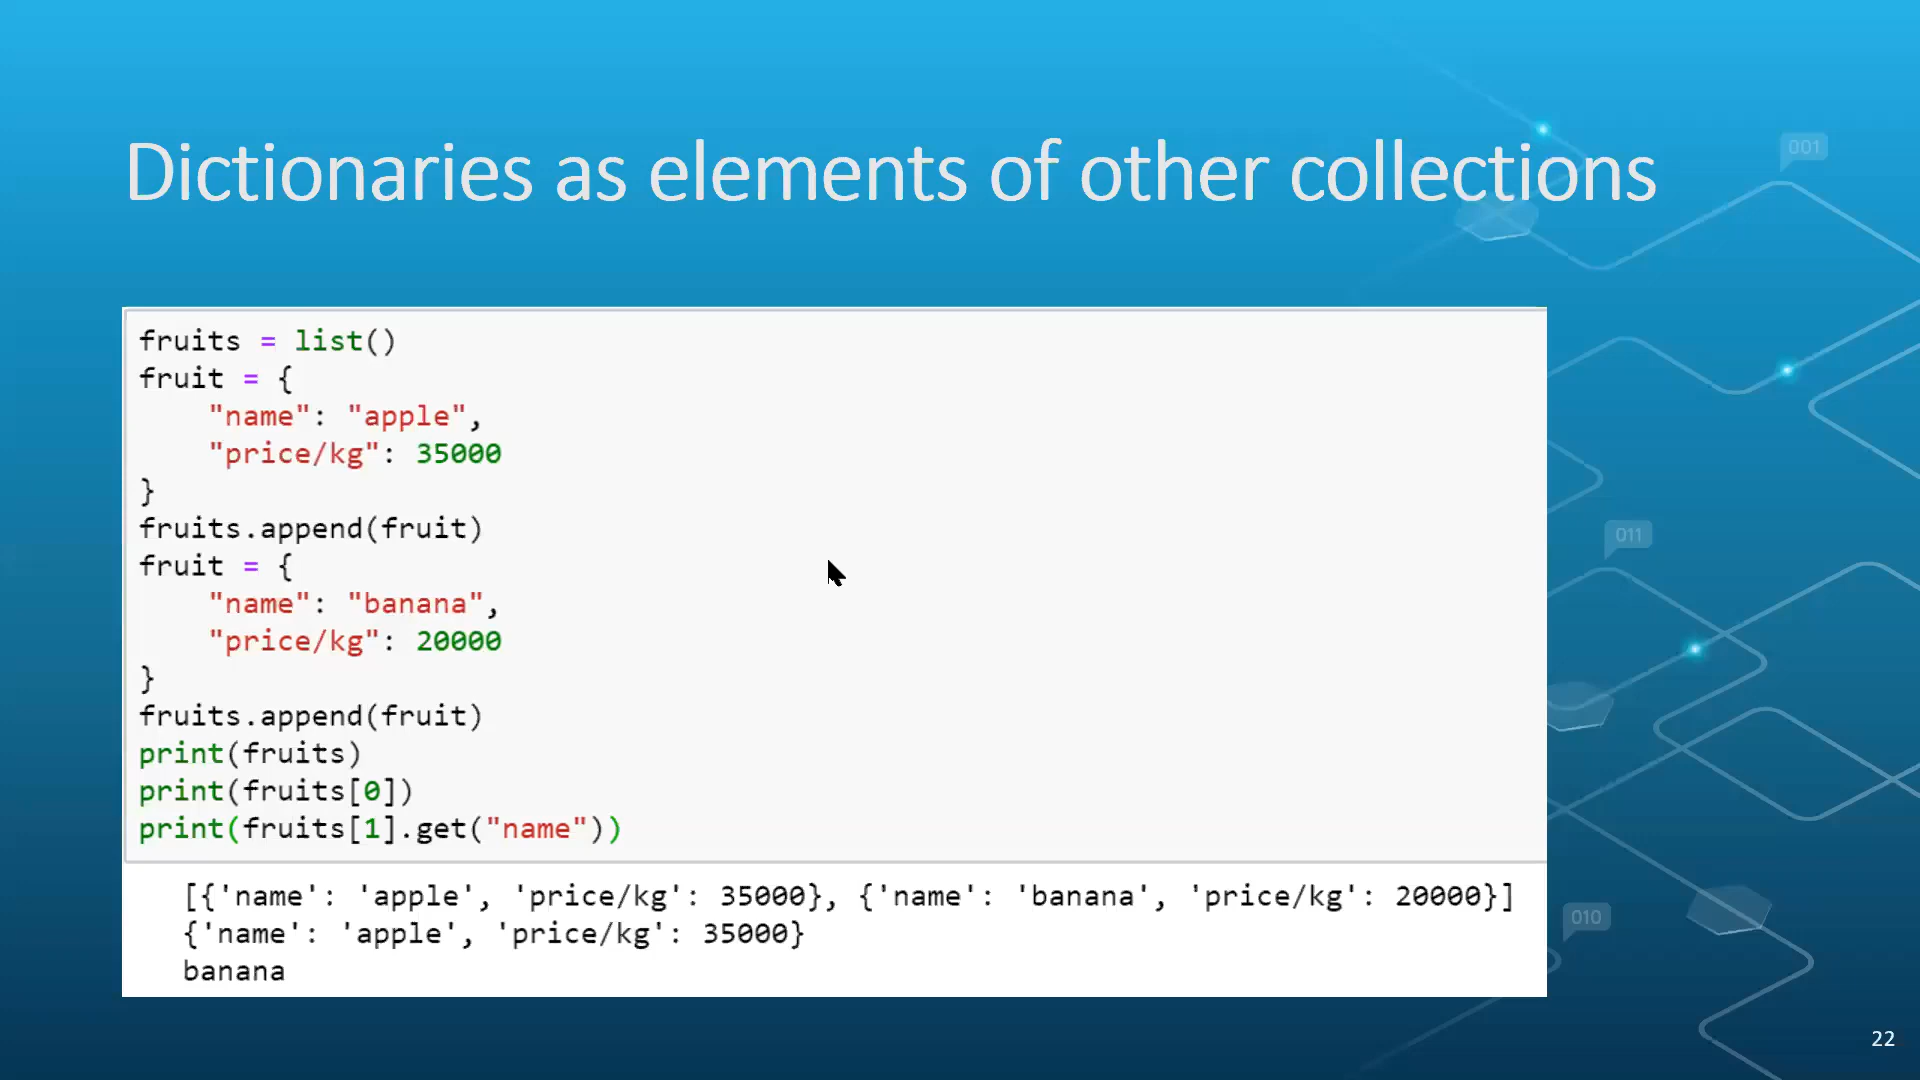 Dictionaries as elements of other collections
fruits = list()
fruit = {
    "name": "apple",
    "price/kg": 35000
}
fruits.append(fruit)
fruit = {
    "name": "banana",
    "price/kg": 20000
}
fruits.append(fruit)
print(fruits)
print(fruits[0])
print(fruits[1].get("name"))
[{'name': 'apple', 'price/kg': 35000}, {'name': 'banana', 'price/kg': 20000}]
{'name': 'apple', 'price/kg': 35000}
banana
001
011
010
22